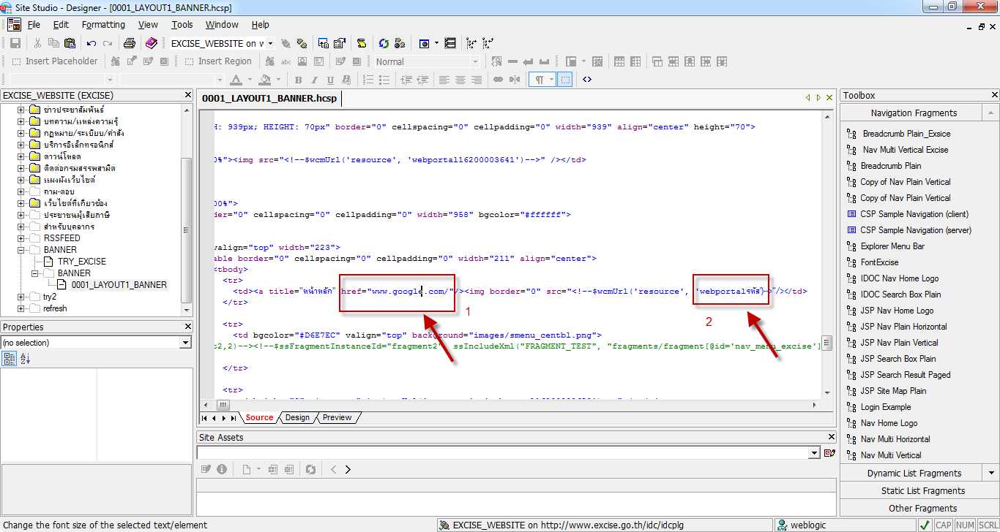 Site Studio - Designer - [0001_LAYOUT1_BANNER.hcsp]
File Edit Formatting View Tools Window Help
EXCISE_WEBSITE on w
Insert Placeholder Insert Region Normal
EXCISE_WEBSITE (EXCISE)
ข่าวประชาสัมพันธ์
บทความ/แหล่งความรู้
กฎหมาย/ระเบียบ/คำสั่ง
บริการอิเล็กทรอนิกส์
ดาวน์โหลด
ติดต่อกรมสรรพสามิต
แผงผังเว็บไซต์
ถาม-ตอบ
เว็บไซต์ที่เกี่ยวข้อง
ประชาชนผู้เสียภาษี
สำหรับบุคลากร
RSSFEED
BANNER
TRY_EXCISE
BANNER
0001_LAYOUT1_BANNER
try2
refresh
Properties
(no selection)
0001_LAYOUT1_BANNER.hcsp
H: 939px; HEIGHT: 70px" border="0" cellspacing="0" cellpadding="0" width="939" align="center" height="70">
0%"><img src="<!--$wcmUrl('resource', 'webportal16200003641')-->" /></td>
00%">
der="0" cellspacing="0" cellpadding="0" width="958" bgcolor="#ffffff">
valign="top" width="223">
able border="0" cellspacing="0" cellpadding="0" width="211" align="center">
<tbody>
<tr>
<td><a title="หน้าหลัก" href="www.google.com/"/><img border="0" src="<!--$wcmUrl('resource', 'webportalรหัส')-->"/></td>
</tr>
1
2
<tr>
<td bgcolor="#D6E7EC" valign="top" background="images/smenu_centbl.png">
c2,2)--><!--$ssFragmentInstanceId="fragment2", ssIncludeXml("FRAGMENT_TEST", "fragments/fragment[@id='nav_menu_excise']
</tr>
<tr>
Source Design Preview
Site Assets
Toolbox
Navigation Fragments
Breadcrumb Plain_Exsice
Nav Multi Vertical Excise
Breadcrumb Plain
Copy of Nav Plain Vertical
Copy of Nav Plain Vertical
CSP Sample Navigation (client)
CSP Sample Navigation (server)
Explorer Menu Bar
FontExcise
IDOC Nav Home Logo
IDOC Search Box Plain
JSP Nav Home Logo
JSP Nav Plain Horizontal
JSP Nav Plain Vertical
JSP Search Box Plain
JSP Search Result Paged
JSP Site Map Plain
Login Example
Nav Home Logo
Nav Multi Horizontal
Nav Multi Vertical
Dynamic List Fragments
Static List Fragments
Other Fragments
Change the font size of the selected text/element
EXCISE_WEBSITE on http://www.excise.go.th/idc/idcplg
weblogic
CAP NUM SCRL